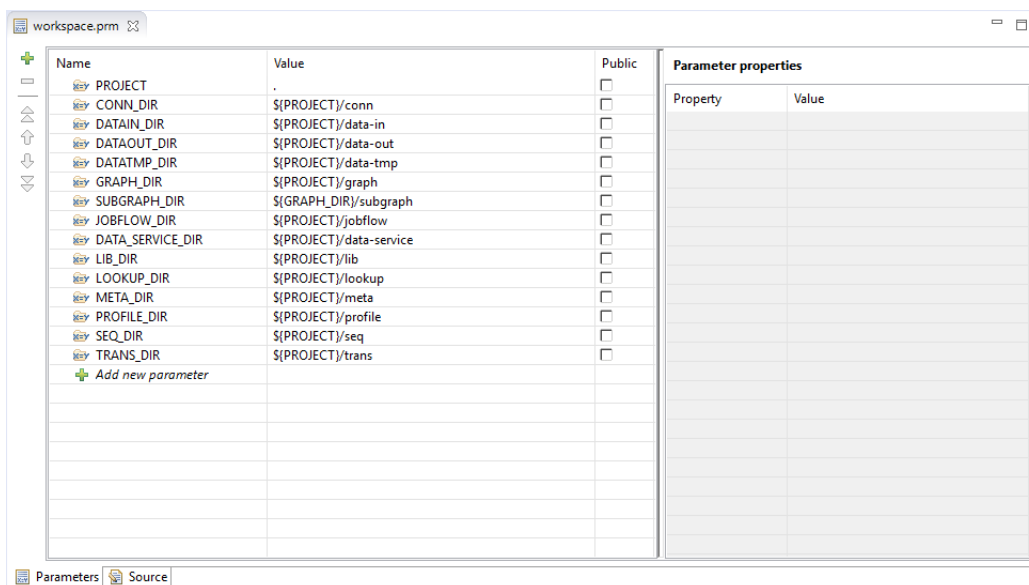 workspace.prm
Name Value Public
PROJECT .
CONN_DIR ${PROJECT}/conn
DATAIN_DIR ${PROJECT}/data-in
DATAOUT_DIR ${PROJECT}/data-out
DATATMP_DIR ${PROJECT}/data-tmp
GRAPH_DIR ${PROJECT}/graph
SUBGRAPH_DIR ${GRAPH_DIR}/subgraph
JOBFLOW_DIR ${PROJECT}/jobflow
DATA_SERVICE_DIR ${PROJECT}/data-service
LIB_DIR ${PROJECT}/lib
LOOKUP_DIR ${PROJECT}/lookup
META_DIR ${PROJECT}/meta
PROFILE_DIR ${PROJECT}/profile
SEQ_DIR ${PROJECT}/seq
TRANS_DIR ${PROJECT}/trans
Add new parameter
Parameter properties
Property Value
Parameters Source